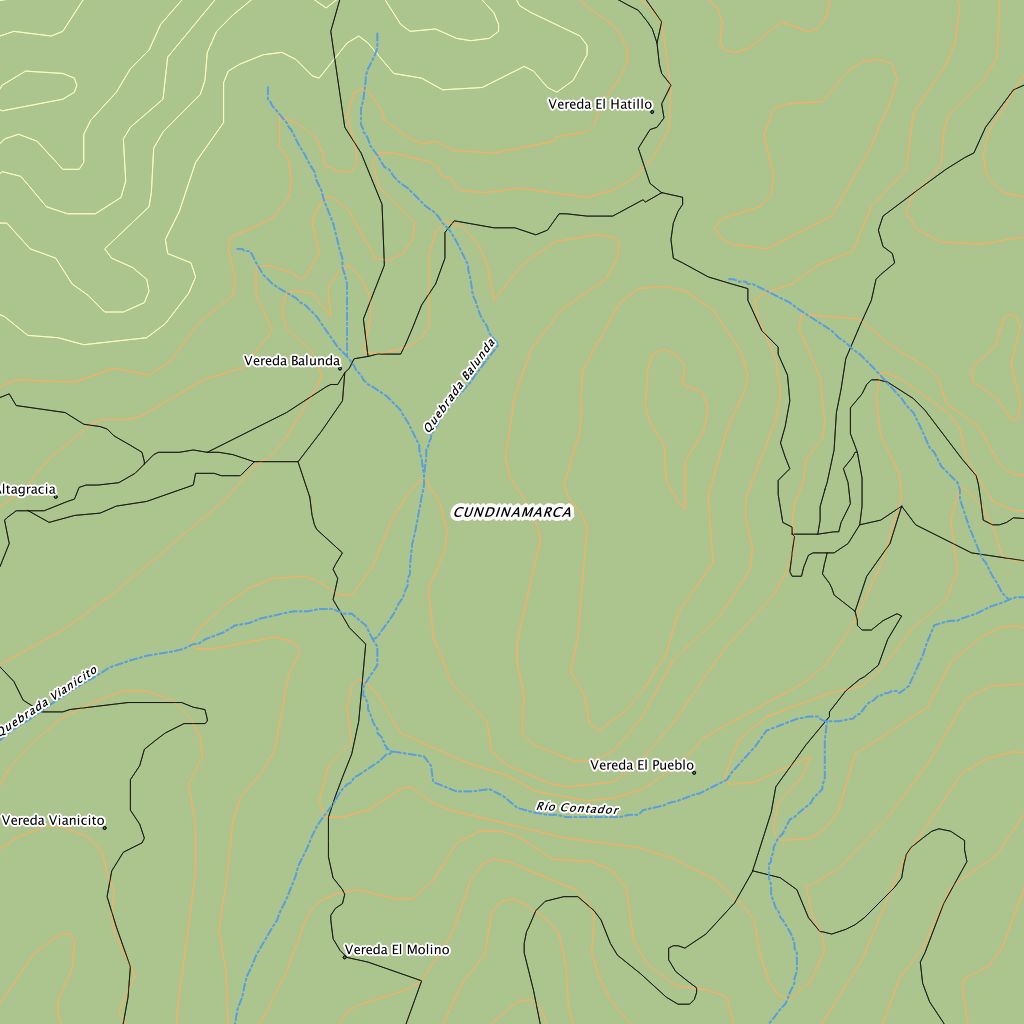 Vereda El Hatillo
Quebrada Balunda
Vereda Balunda
ltagracia
CUNDINAMARCA
Quebrada Vianicito
Vereda El Pueblo
Río Contador
Vereda Vianicito
Vereda El Molino